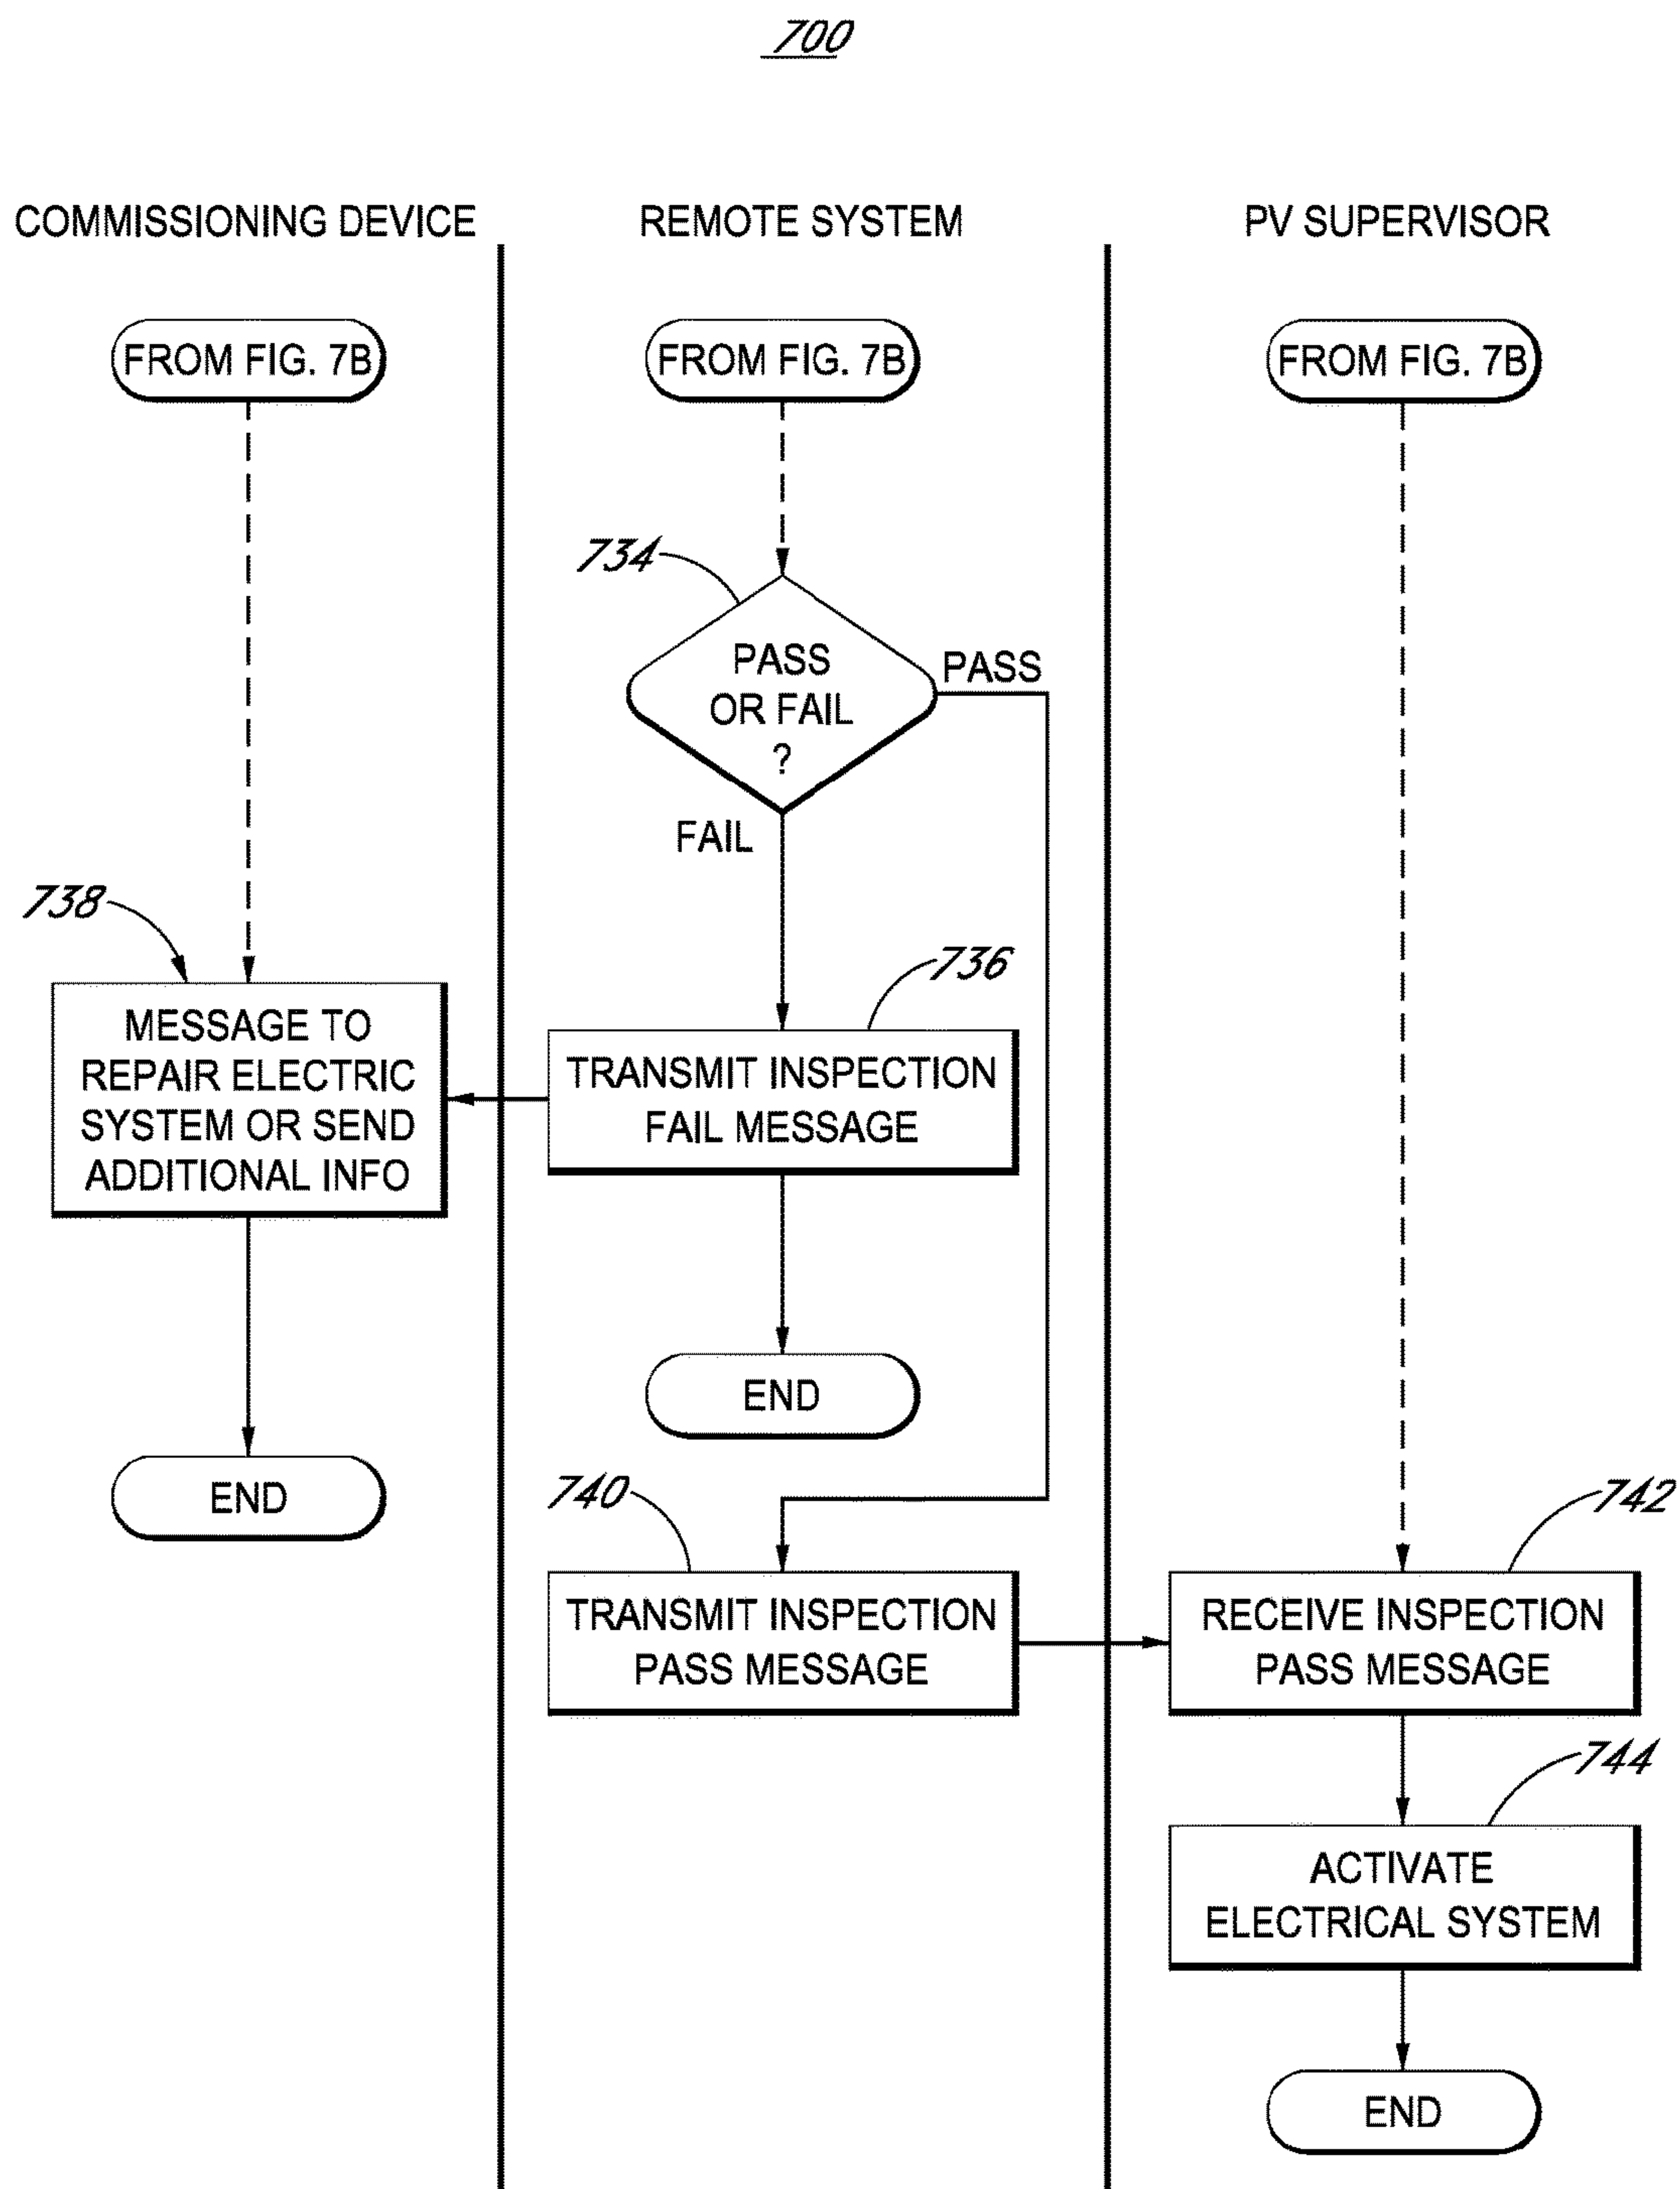 700
COMMISSIONING DEVICE
REMOTE SYSTEM
PV SUPERVISOR
FROM FIG. 7B
FROM FIG. 7B
FROM FIG. 7B
734
PASS
OR FAIL
?
PASS
FAIL
738
MESSAGE TO
REPAIR ELECTRIC
SYSTEM OR SEND
ADDITIONAL INFO
736
TRANSMIT INSPECTION
FAIL MESSAGE
END
END
740
TRANSMIT INSPECTION
PASS MESSAGE
742
RECEIVE INSPECTION
PASS MESSAGE
744
ACTIVATE
ELECTRICAL SYSTEM
END